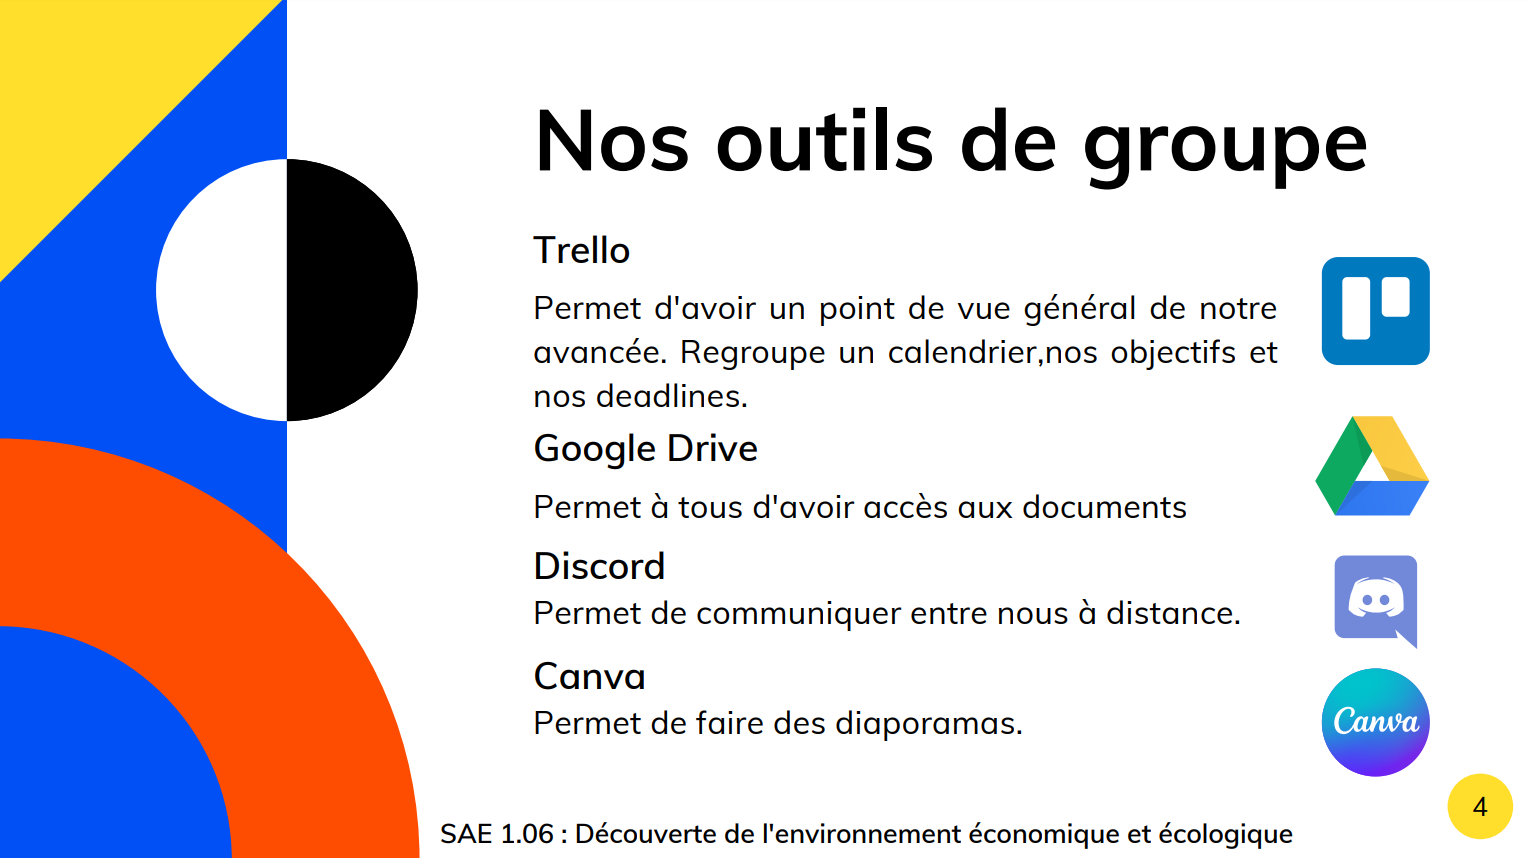 Nos outils de groupe
Trello
Permet d'avoir un point de vue général de notre
avancée. Regroupe un calendrier,nos objectifs et
nos deadlines.
Google Drive
Permet à tous d'avoir accès aux documents
Discord
Permet de communiquer entre nous à distance.
Canva
Permet de faire des diaporamas.
Canva
4
SAE 1.06 : Découverte de l'environnement économique et écologique